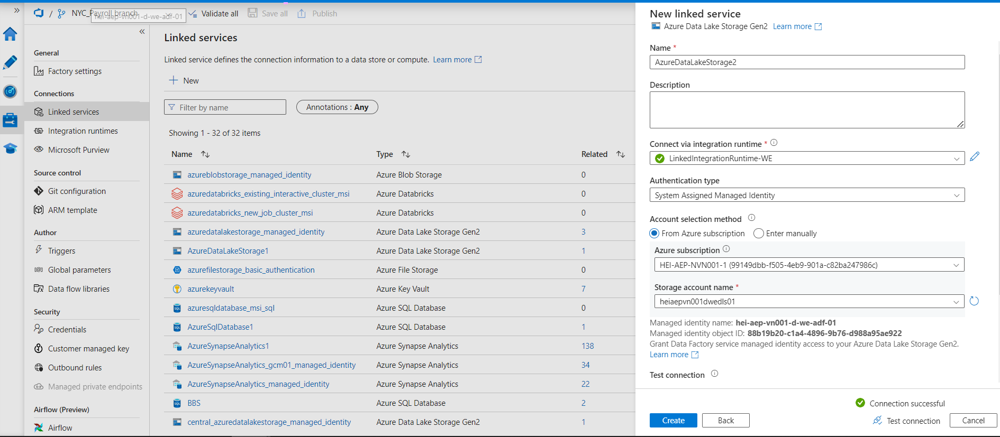 / NYC_Payroll branch
hei-aep-vn001-d-we-adf-01
Validate all
Save all
Publish
General
Factory settings
Connections
Linked services
Integration runtimes
Microsoft Purview
Source control
Git configuration
ARM template
Author
Triggers
Global parameters
Data flow libraries
Security
Credentials
Customer managed key
Outbound rules
Managed private endpoints
Airflow (Preview)
Airflow
Linked services
Linked service defines the connection information to a data store or compute. Learn more
New
Filter by name
Annotations : Any
Showing 1 - 32 of 32 items
Name Type Related
azureblobstorage_managed_identity Azure Blob Storage 0
azuredatabricks_existing_interactive_cluster_msi Azure Databricks 0
azuredatabricks_new_job_cluster_msi Azure Databricks 0
azuredatalakestorage_managed_identity Azure Data Lake Storage Gen2 3
AzureDataLakeStorage1 Azure Data Lake Storage Gen2 1
azurefilestorage_basic_authentication Azure File Storage 0
azurekeyvault Azure Key Vault 7
azuresqldatabase_msi_sql Azure SQL Database 0
AzureSqlDatabase1 Azure SQL Database 1
AzureSynapseAnalytics1 Azure Synapse Analytics 138
AzureSynapseAnalytics_gcm01_managed_identity Azure Synapse Analytics 34
AzureSynapseAnalytics_managed_identity Azure Synapse Analytics 22
BBS Azure SQL Database 2
central_azuredatalakestorage_managed_identity Azure Data Lake Storage Gen2 1
New linked service
Azure Data Lake Storage Gen2 Learn more
Name *
AzureDataLakeStorage2
Description
Connect via integration runtime *
LinkedIntegrationRuntime-WE
Authentication type
System Assigned Managed Identity
Account selection method
From Azure subscription Enter manually
Azure subscription
HEI-AEP-NVN001-1 (99149dbb-f505-4eb9-901a-c82ba247986c)
Storage account name *
heiaepvn001dwedls01
Managed identity name: hei-aep-vn001-d-we-adf-01
Managed identity object ID: 88b19b20-c1a4-4896-9b76-d988a95ae922
Grant Data Factory service managed identity access to your Azure Data Lake Storage Gen2.
Learn more
Test connection
Connection successful
Create
Back
Test connection
Cancel